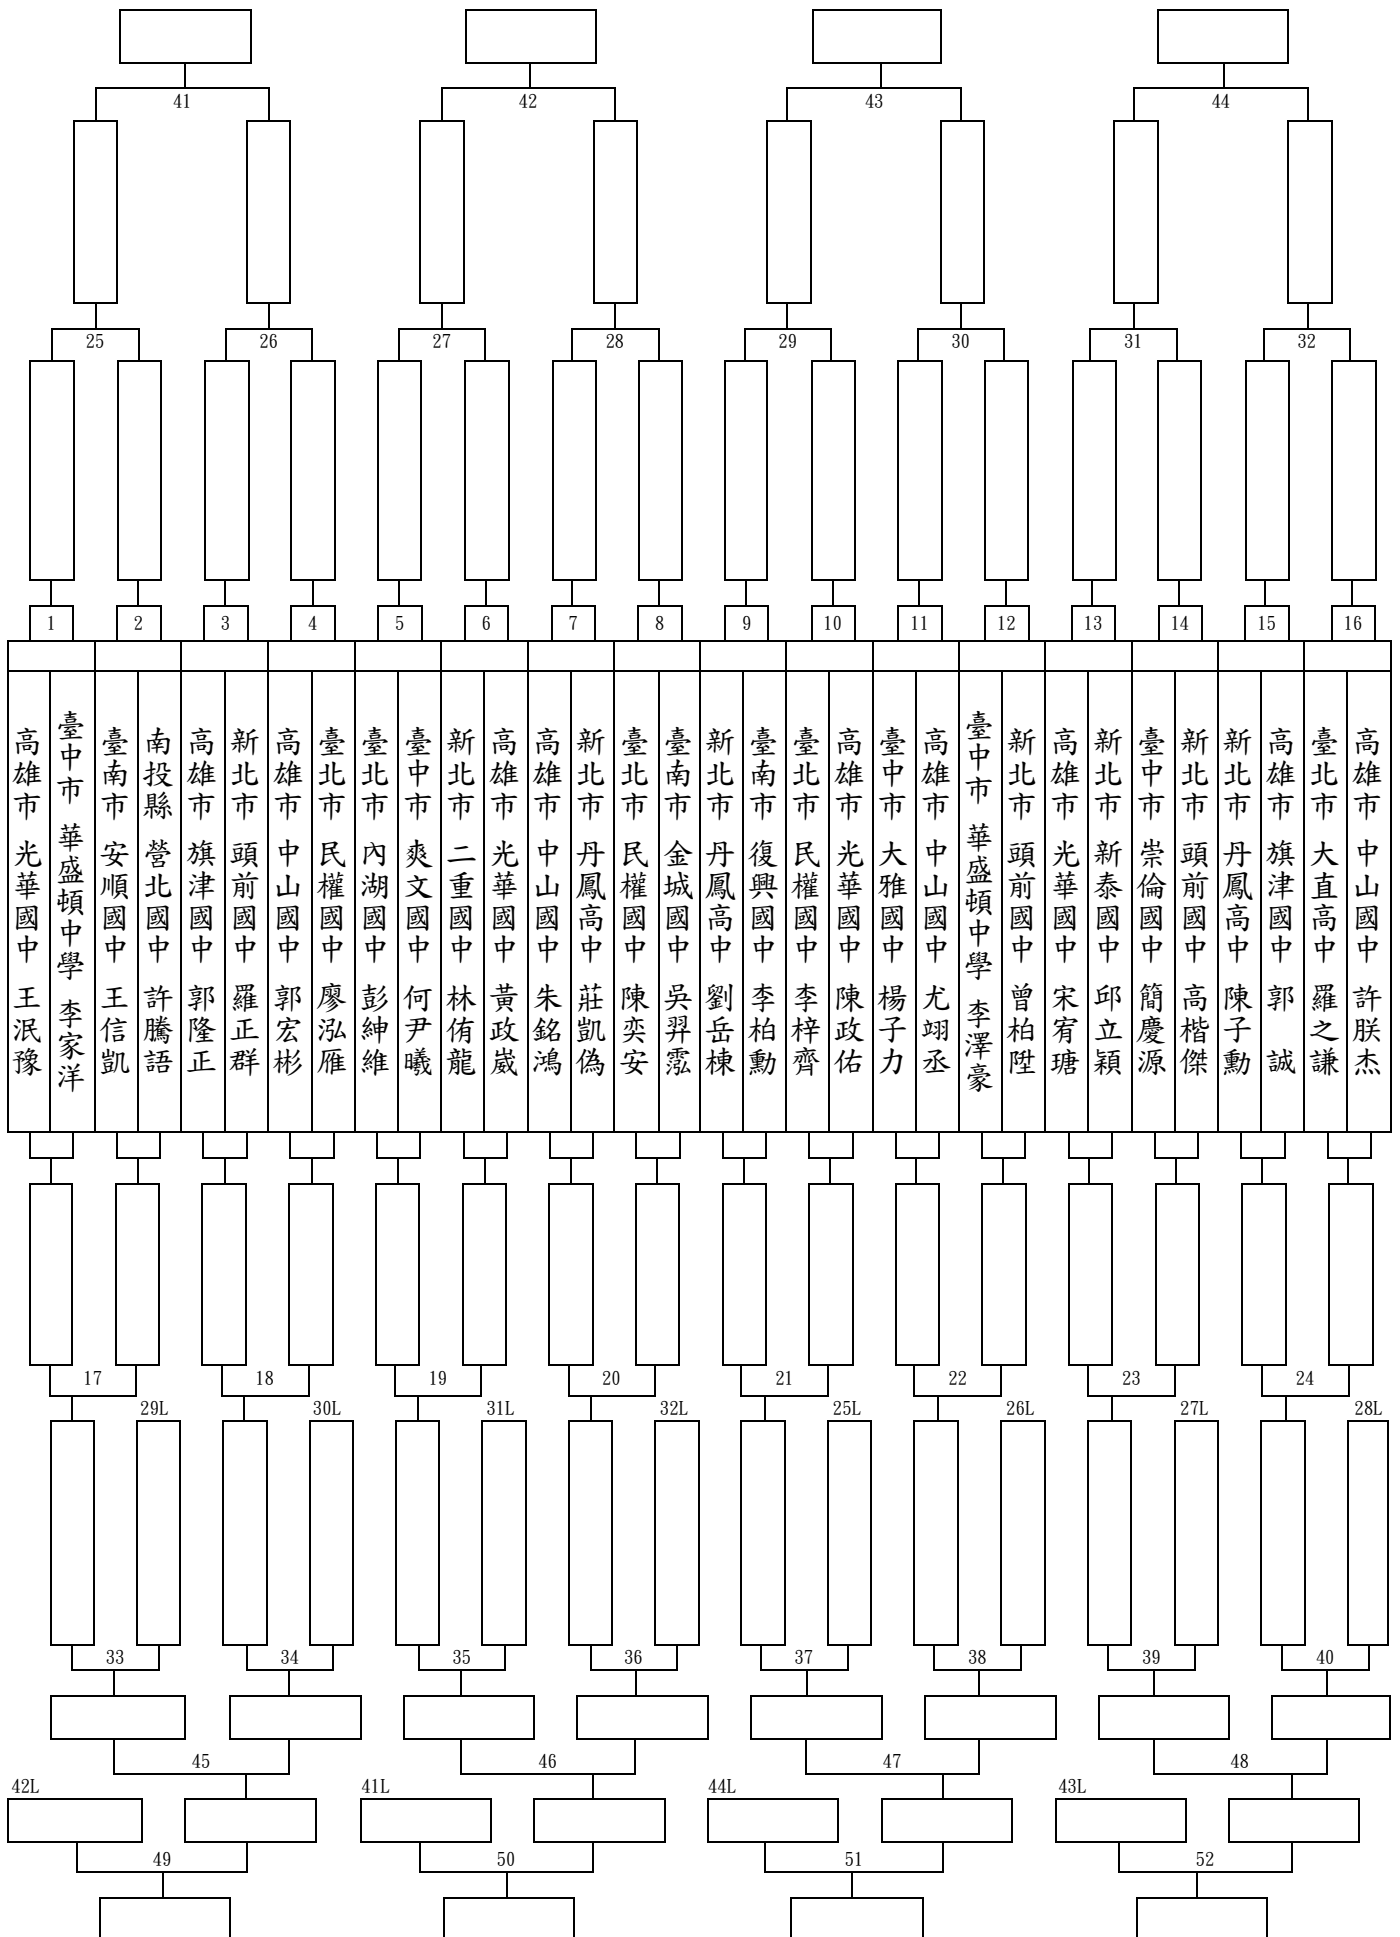 41 42 43 44
25 26 27 28 29 30 31 32
1 2 3 4 5 6 7 8 9 10 11 12 13 14 15 16
高雄市 光華國中 王泯豫
臺中市 華盛頓中學 李家洋
臺南市 安順國中 王信凱
南投縣 營北國中 許騰語
高雄市 旗津國中 郭隆正
新北市 頭前國中 羅正群
高雄市 中山國中 郭宏彬
臺北市 民權國中 廖泓雁
臺北市 內湖國中 彭紳維
臺中市 爽文國中 何尹曦
新北市 二重國中 林侑龍
高雄市 光華國中 黃政崴
高雄市 中山國中 朱銘鴻
新北市 丹鳳高中 莊凱偽
臺北市 民權國中 陳奕安
臺南市 金城國中 吳羿霐
新北市 丹鳳高中 劉岳棟
臺南市 復興國中 李柏勳
臺北市 民權國中 李梓齊
高雄市 光華國中 陳政佑
臺中市 大雅國中 楊子力
高雄市 中山國中 尤翊丞
臺中市 華盛頓中學 李澤豪
新北市 頭前國中 曾柏陞
高雄市 光華國中 宋宥瑭
新北市 新泰國中 邱立穎
臺中市 崇倫國中 簡慶源
新北市 頭前國中 高楷傑
新北市 丹鳳高中 陳子勳
高雄市 旗津國中 郭 誠
臺北市 大直高中 羅之謙
高雄市 中山國中 許朕杰
17 18 19 20 21 22 23 24
29L 30L 31L 32L 25L 26L 27L 28L
33 34 35 36 37 38 39 40
45 46 47 48
42L 41L 44L 43L
49 50 51 52